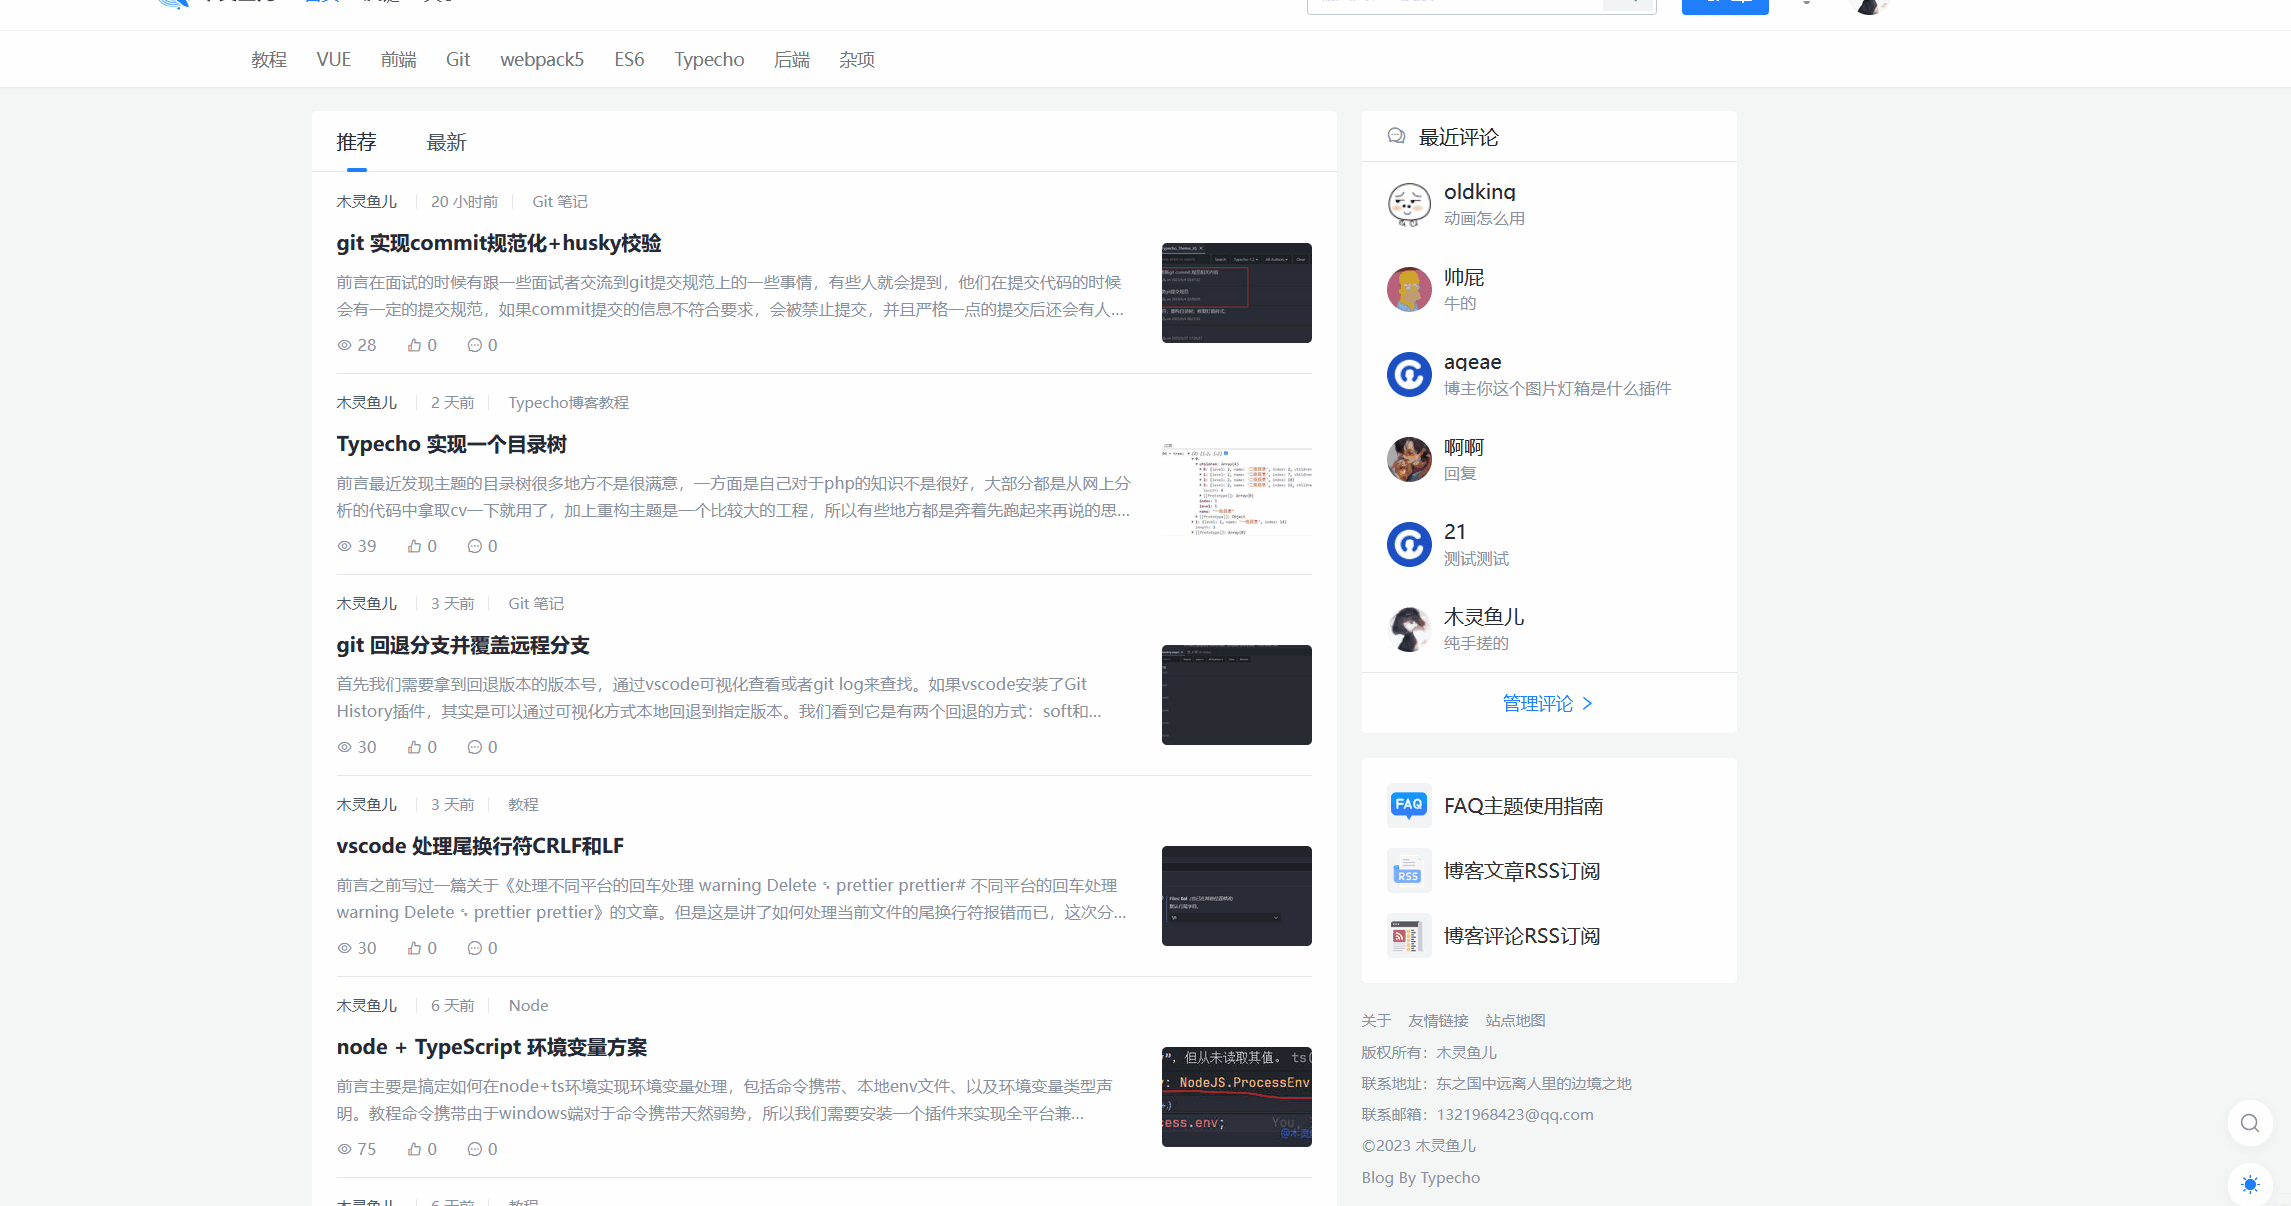 教程 VUE 前端 Git webpack5 ES6 Typecho 后端 杂项
推荐 最新
木灵鱼儿 20 小时前 Git 笔记
git 实现commit规范化+husky校验
前言在面试的时候有跟一些面试者交流到git提交规范上的一些事情，有些人就会提到，他们在提交代码的时候
会有一定的提交规范，如果commit提交的信息不符合要求，会被禁止提交，并且严格一点的提交后还会有人...
28 0 0
木灵鱼儿 2 天前 Typecho博客教程
Typecho 实现一个目录树
前言最近发现主题的目录树很多地方不是很满意，一方面是自己对于php的知识不是很好，大部分都是从网上分
析的代码中拿取cv一下就用了，加上重构主题是一个比较大的工程，所以有些地方都是奔着先跑起来再说的思...
39 0 0
木灵鱼儿 3 天前 Git 笔记
git 回退分支并覆盖远程分支
首先我们需要拿到回退版本的版本号，通过vscode可视化查看或者git log来查找。如果vscode安装了Git
History插件，其实是可以通过可视化方式本地回退到指定版本。我们看到它是有两个回退的方式：soft和...
30 0 0
木灵鱼儿 3 天前 教程
vscode 处理尾换行符CRLF和LF
前言之前写过一篇关于《处理不同平台的回车处理 warning Delete ␍ prettier prettier# 不同平台的回车处理
warning Delete ␍ prettier prettier》的文章。但是这是讲了如何处理当前文件的尾换行符报错而已，这次分...
30 0 0
木灵鱼儿 6 天前 Node
node + TypeScript 环境变量方案
前言主要是搞定如何在node+ts环境实现环境变量处理，包括命令携带、本地env文件、以及环境变量类型声
明。教程命令携带由于windows端对于命令携带天然弱势，所以我们需要安装一个插件来实现全平台兼...
”，但从未读取其值。 ts(
: NodeJS.ProcessEnv
cess.env; You,
75 0 0
木灵鱼儿 6 天前 教程
最近评论
oldking
动画怎么用
帅屁
牛的
aqeae
博主你这个图片灯箱是什么插件
啊啊
回复
21
测试测试
木灵鱼儿
纯手搓的
管理评论
FAQ FAQ主题使用指南
RSS 博客文章RSS订阅
博客评论RSS订阅
关于 友情链接 站点地图
版权所有：木灵鱼儿
联系地址：东之国中远离人里的边境之地
联系邮箱：1321968423@qq.com
©2023 木灵鱼儿
Blog By Typecho